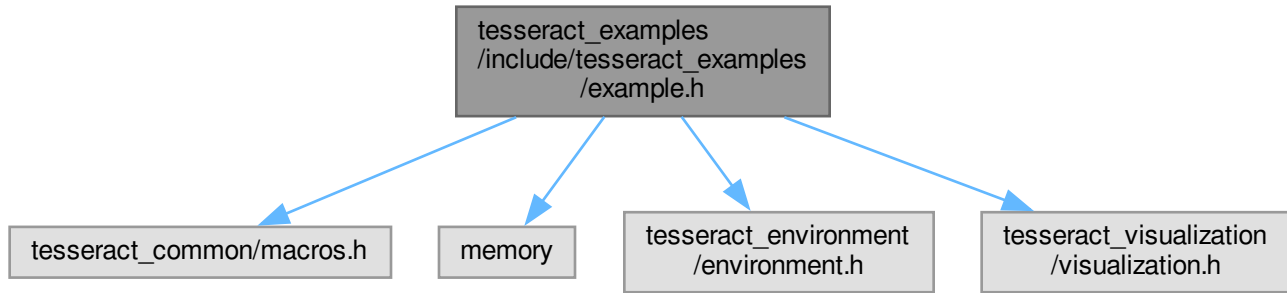 tesseract_examples
/include/tesseract_examples
/example.h
tesseract_common/macros.h
memory
tesseract_environment
/environment.h
tesseract_visualization
/visualization.h